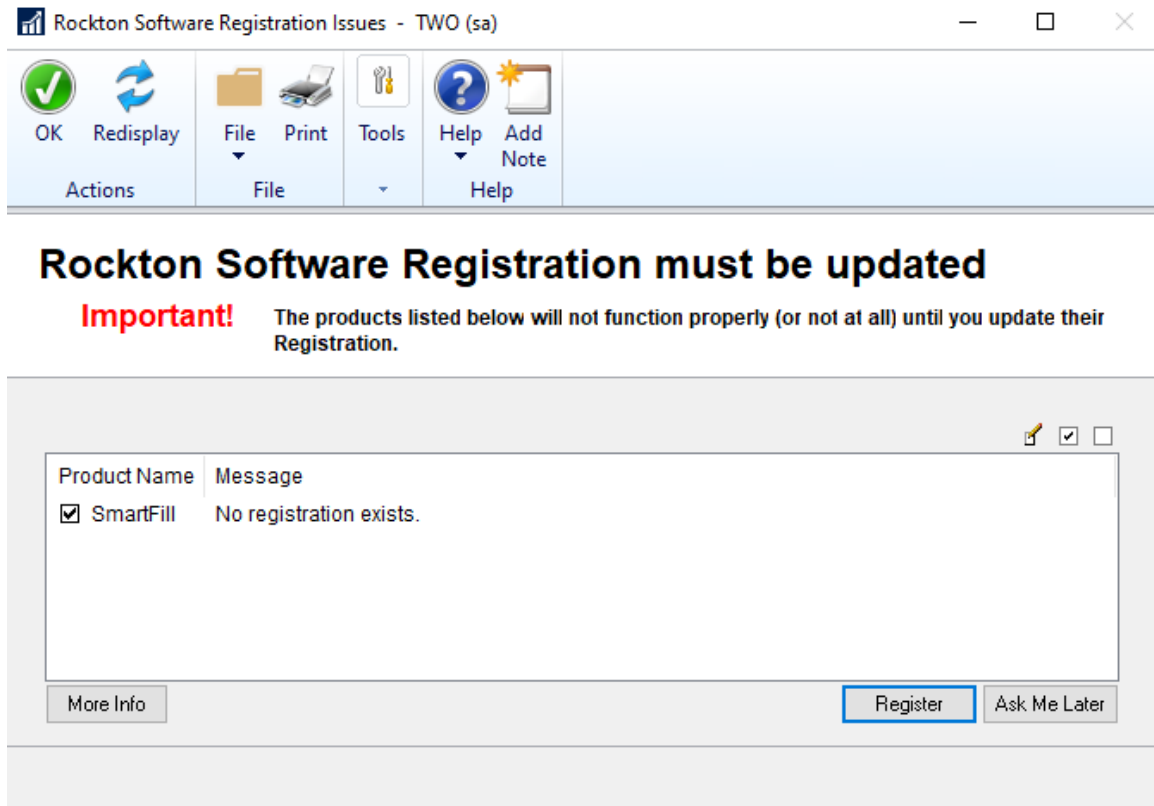 Rockton Software Registration Issues  -  TWO (sa)
OK Redisplay File Print Tools Help Add
Note
Actions File Help
Rockton Software Registration must be updated
Important! The products listed below will not function properly (or not at all) until you update their
Registration.
Product Name Message
SmartFill No registration exists.
More Info Register Ask Me Later